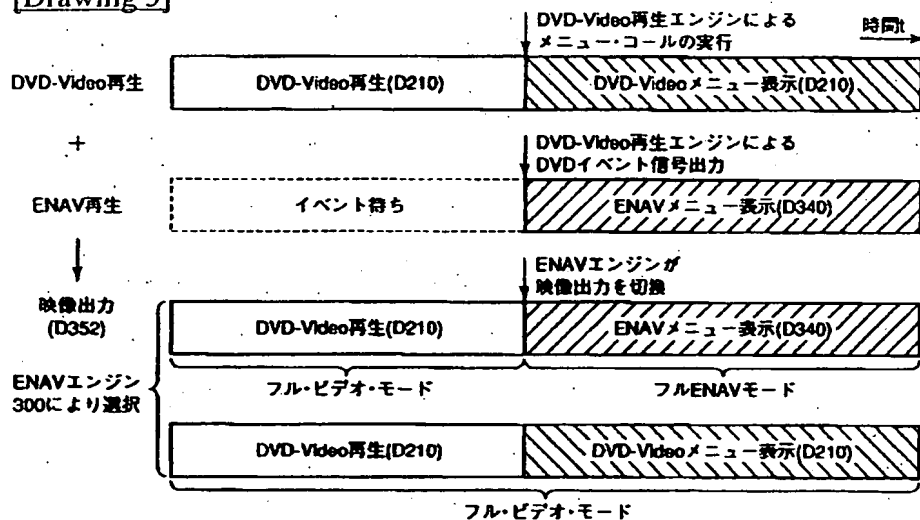 [Drawing 5]
DVD-Video再生エンジンによる
メニュー・コールの実行
時間t
DVD-Video再生
DVD-Video再生(D210)
DVD-Videoメニュー表示(D210)
+
DVD-Video再生エンジンによる
DVDイベント信号出力
ENAV再生
イベント待ち
ENAVメニュー表示(D340)
ENAVエンジンが
映像出力を切換
映像出力
(D352)
DVD-Video再生(D210)
ENAVメニュー表示(D340)
フル・ビデオ・モード
フルENAVモード
ENAVエンジン
300により選択
DVD-Video再生(D210)
DVD-Videoメニュー表示(D210)
フル・ビデオ・モード